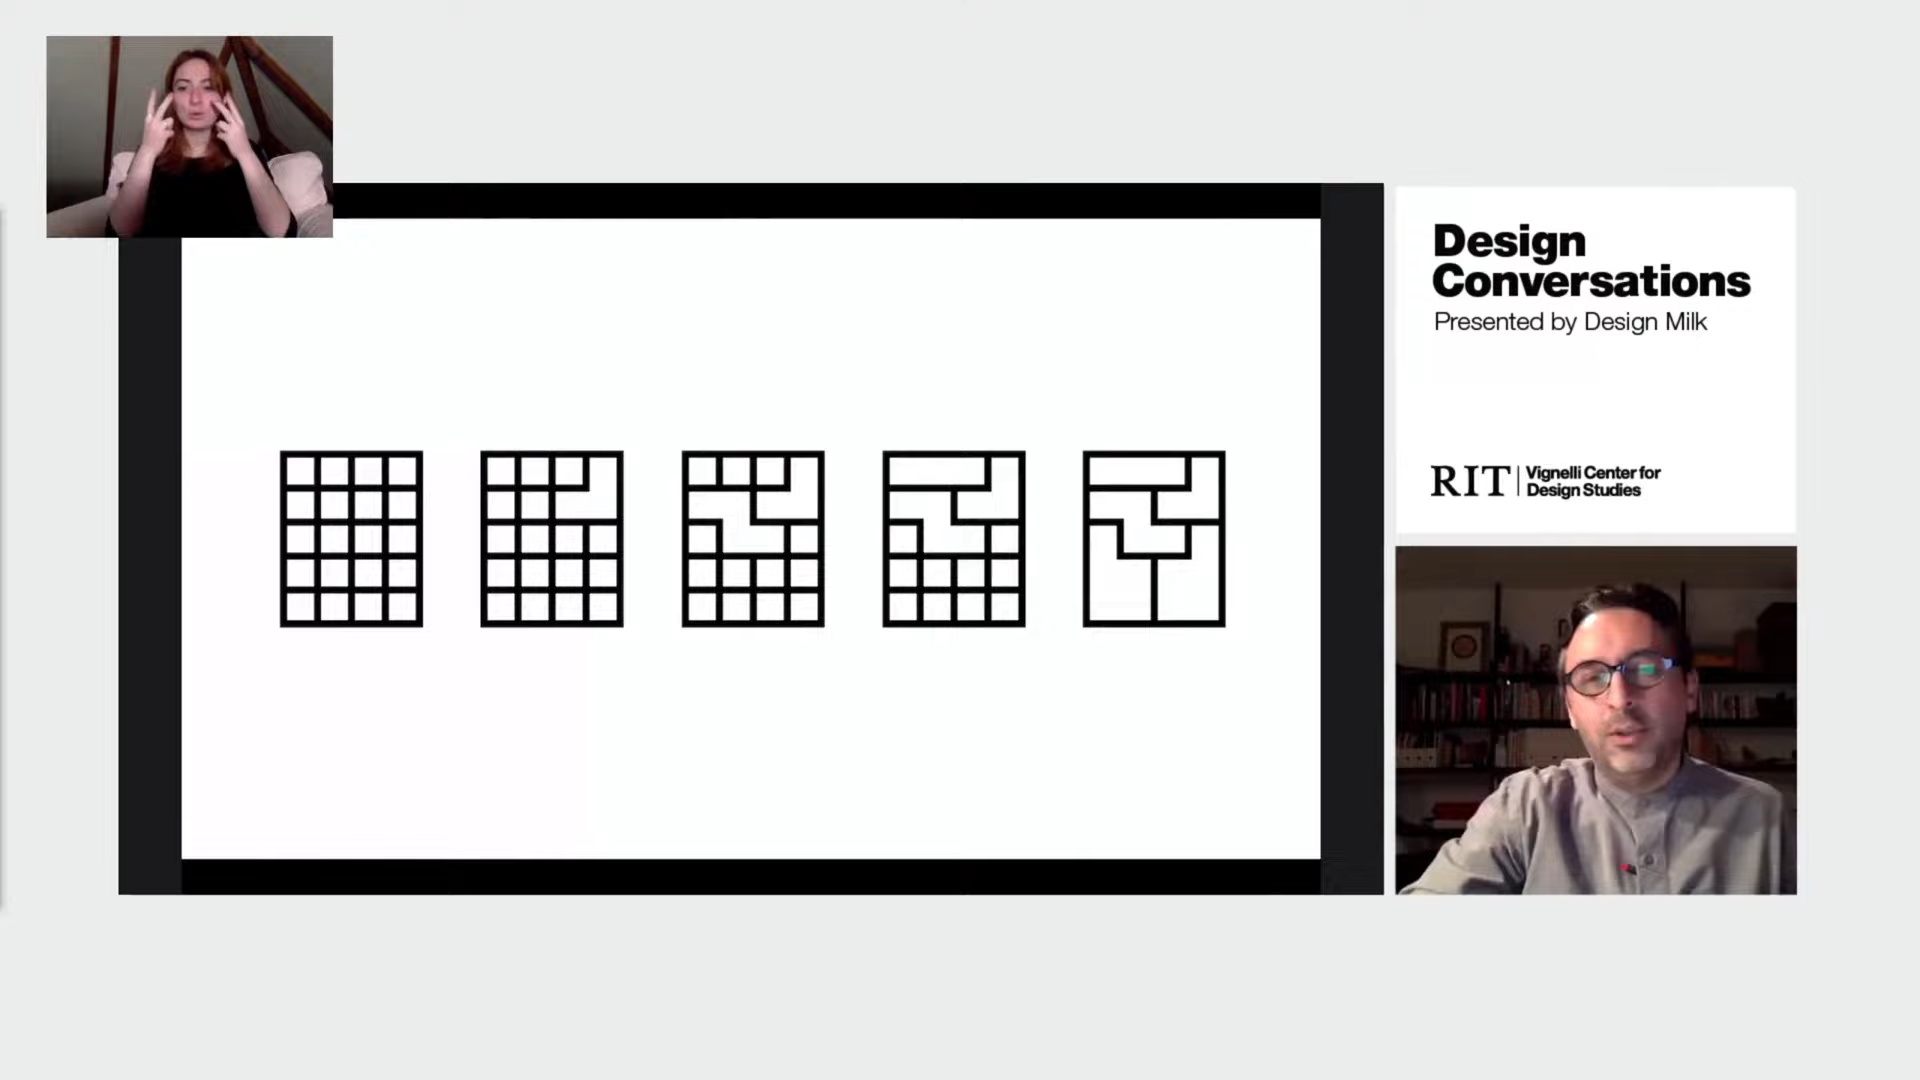 Design
Conversations
Presented by Design Milk
RIT
Vignelli Center for
Design Studies